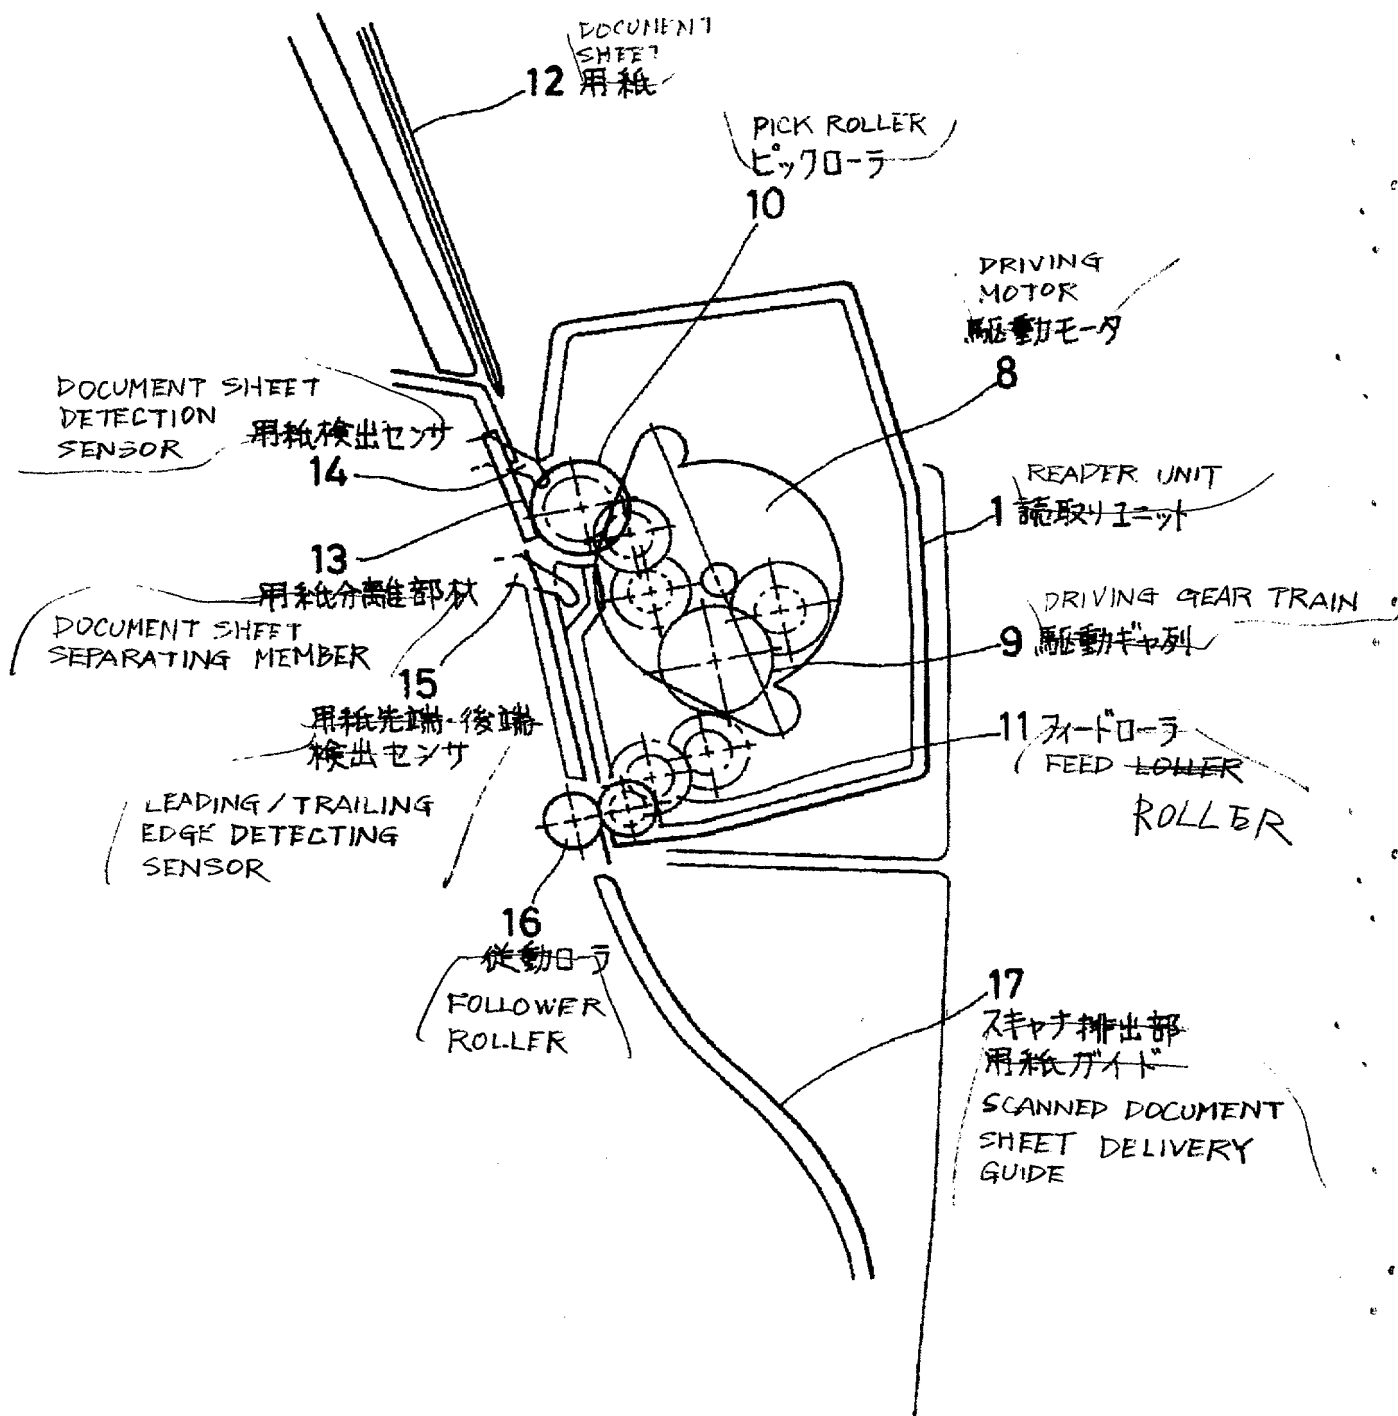 DOCUMENT
SHEET
12 用紙
PICK ROLLER
ピックローラ
10
DRIVING
MOTOR
駆動モータ
8
DOCUMENT SHEET
DETECTION
SENSOR
用紙検出センサ
14
READER UNIT
1 読取りユニット
13
用紙分離部材
DOCUMENT SHEET
SEPARATING MEMBER
DRIVING GEAR TRAIN
9 駆動ギヤ列
15
用紙先端・後端
検出センサ
LEADING/TRAILING
EDGE DETECTING
SENSOR
11 フィードローラ
FEED LOLLER
ROLLER
16
従動ローラ
FOLLOWER
ROLLER
17
スキャナ排出部
用紙ガイド
SCANNED DOCUMENT
SHEET DELIVERY
GUIDE